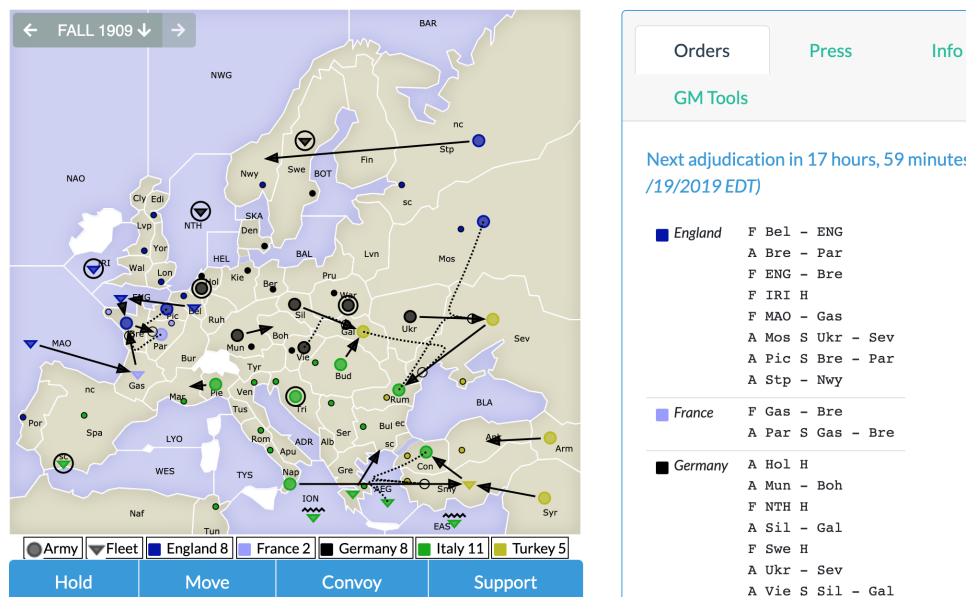 FALL 1909
BAR
NWG
nc
Stp
Fin
Swe
BOT
Nwy
sc
NAO
Cly Edi
NTH
SKA
Lvp
Den
Yor
HEL
BAL
Lvn
Mos
IRI
Wal
Lon
Hol
Kie
Ber
Pru
War
ENG
Bel
Pic
Sil
Ruh
Ukr
Bre
Gal
Boh
Sev
MAO
Par
Mun
Vie
Bur
Tyr
Bud
Gas
nc
Mar
Pie
Ven
Tri
Rum
BLA
Tus
Por
Spa
Ser
Bul ec
LYO
Rom
ADR Alb
sc
Apu
Arm
sc
WES
TYS
Nap
Gre
Con
ION
AEG
Smy
Syr
Naf
Tun
EAS
Army
Fleet
England 8
France 2
Germany 8
Italy 11
Turkey 5
Hold
Move
Convoy
Support
Orders
Press
Info
GM Tools
Next adjudication in 17 hours, 59 minutes
/19/2019 EDT)
England
F Bel - ENG
A Bre - Par
F ENG - Bre
F IRI H
F MAO - Gas
A Mos S Ukr - Sev
A Pic S Bre - Par
A Stp - Nwy
France
F Gas - Bre
A Par S Gas - Bre
Germany
A Hol H
A Mun - Boh
F NTH H
A Sil - Gal
F Swe H
A Ukr - Sev
A Vie S Sil - Gal